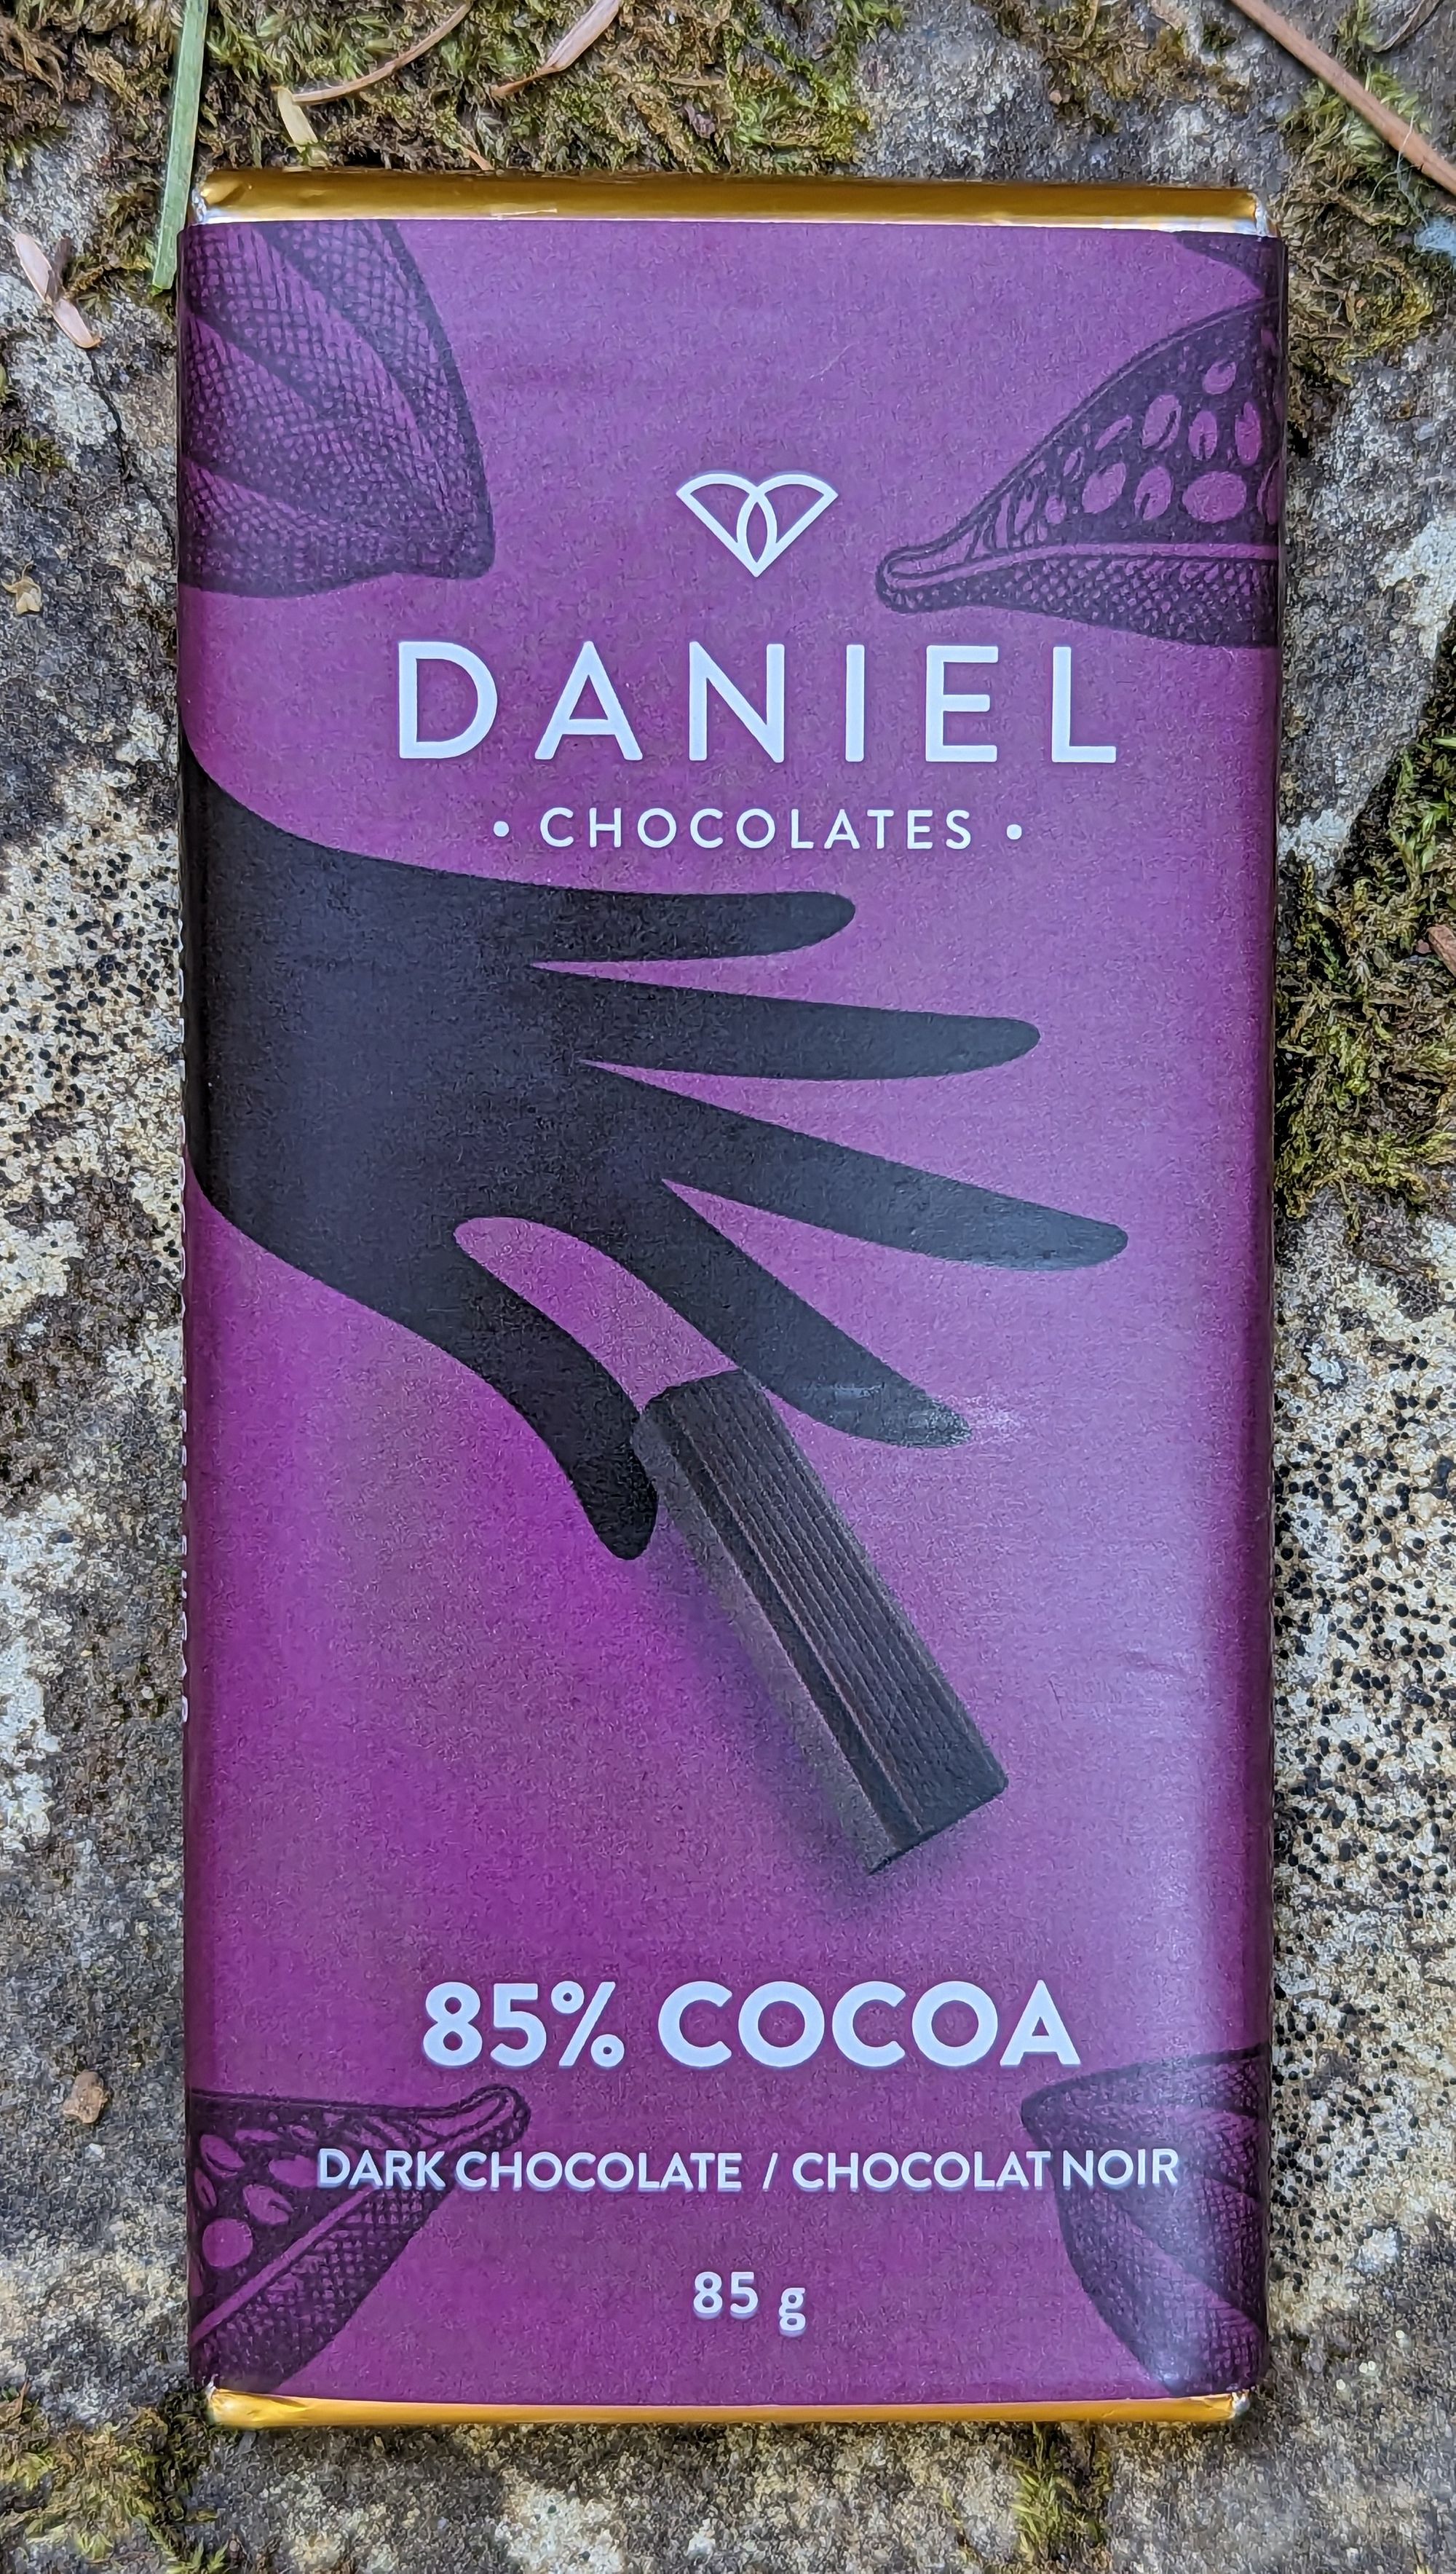 DANIEL
• CHOCOLATES •
85% COCOA
DARK CHOCOLATE / CHOCOLAT NOIR
85 g